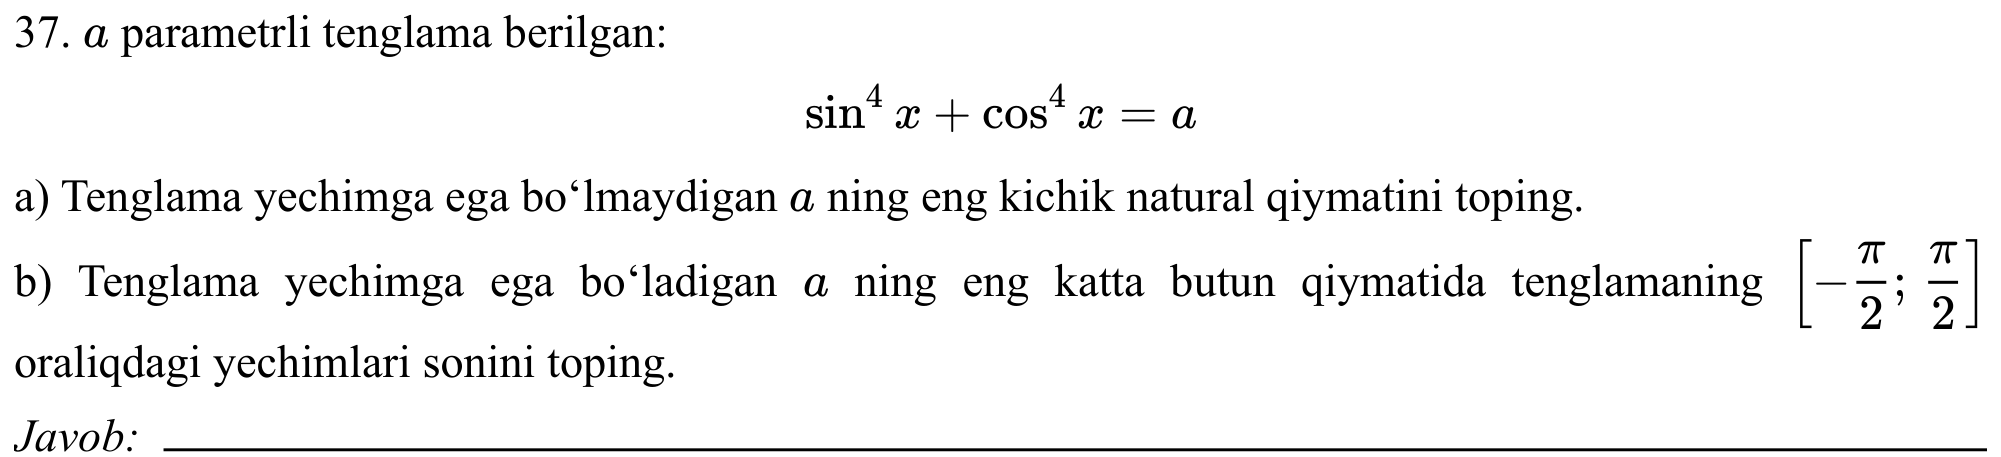 37. a parametrli tenglama berilgan:
sin⁴ x + cos⁴ x = a
a) Tenglama yechimga ega bo‘lmaydigan a ning eng kichik natural qiymatini toping.
b) Tenglama yechimga ega bo‘ladigan a ning eng katta butun qiymatida tenglamaning [−π/2; π/2]
oraliqdagi yechimlari sonini toping.
Javob: